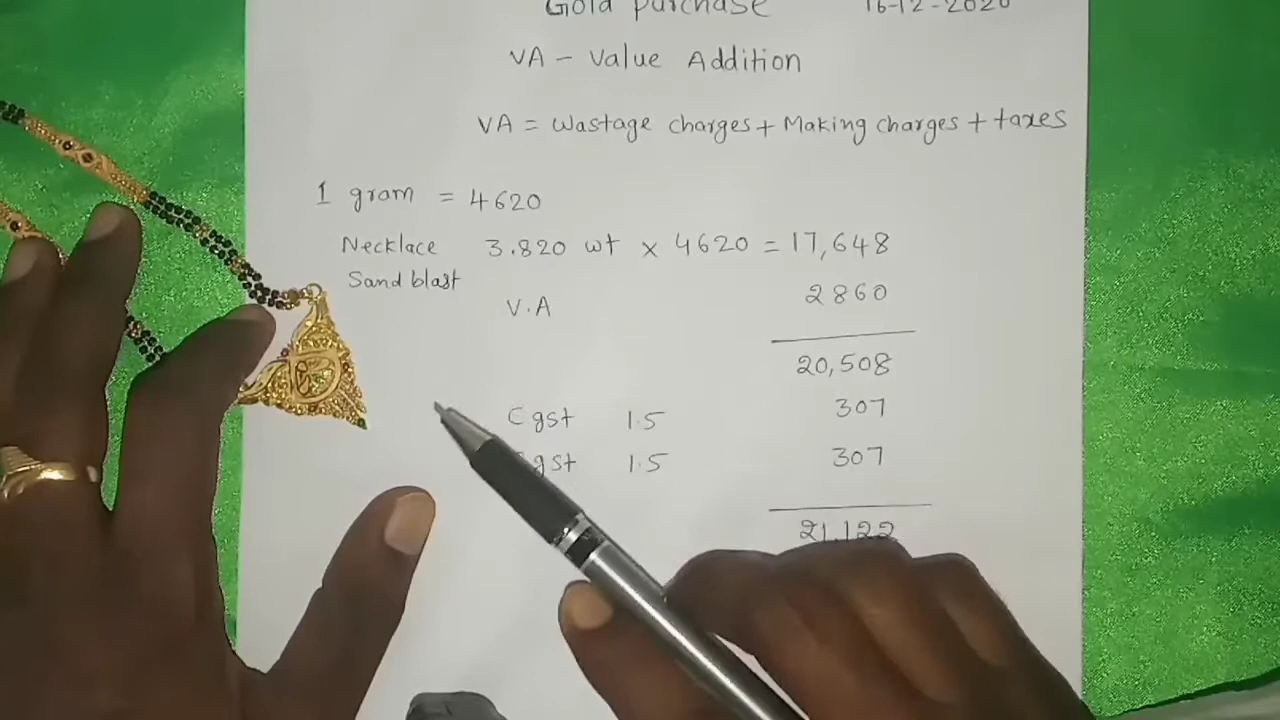 Gold Purchase 16-12-2020
VA - Value Addition
VA = Wastage charges + Making charges + taxes
1 gram = 4620
Necklace 3.820 wt x 4620 = 17,648
Sand blast
V.A 2860
20,508
Cgst 1.5 307
gst 1.5 307
21,122